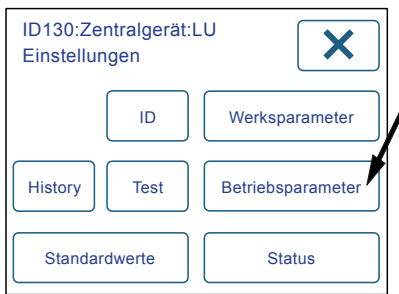 ID130:Zentralgerät:LU
Einstellungen
ID
Werksparameter
History
Test
Betriebsparameter
Standardwerte
Status